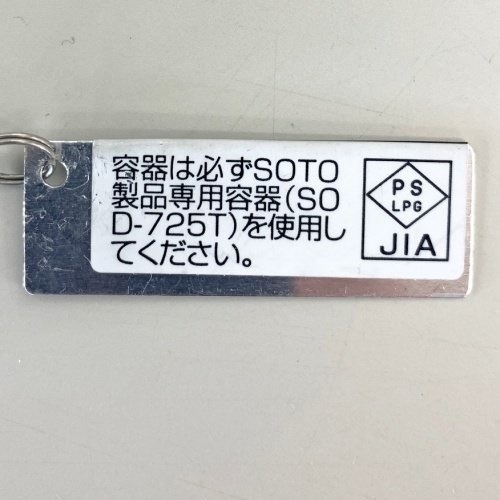 容器は必ずSOTO
製品専用容器(SO
D-725T)を使用し
てください。
PS
LPG
JIA